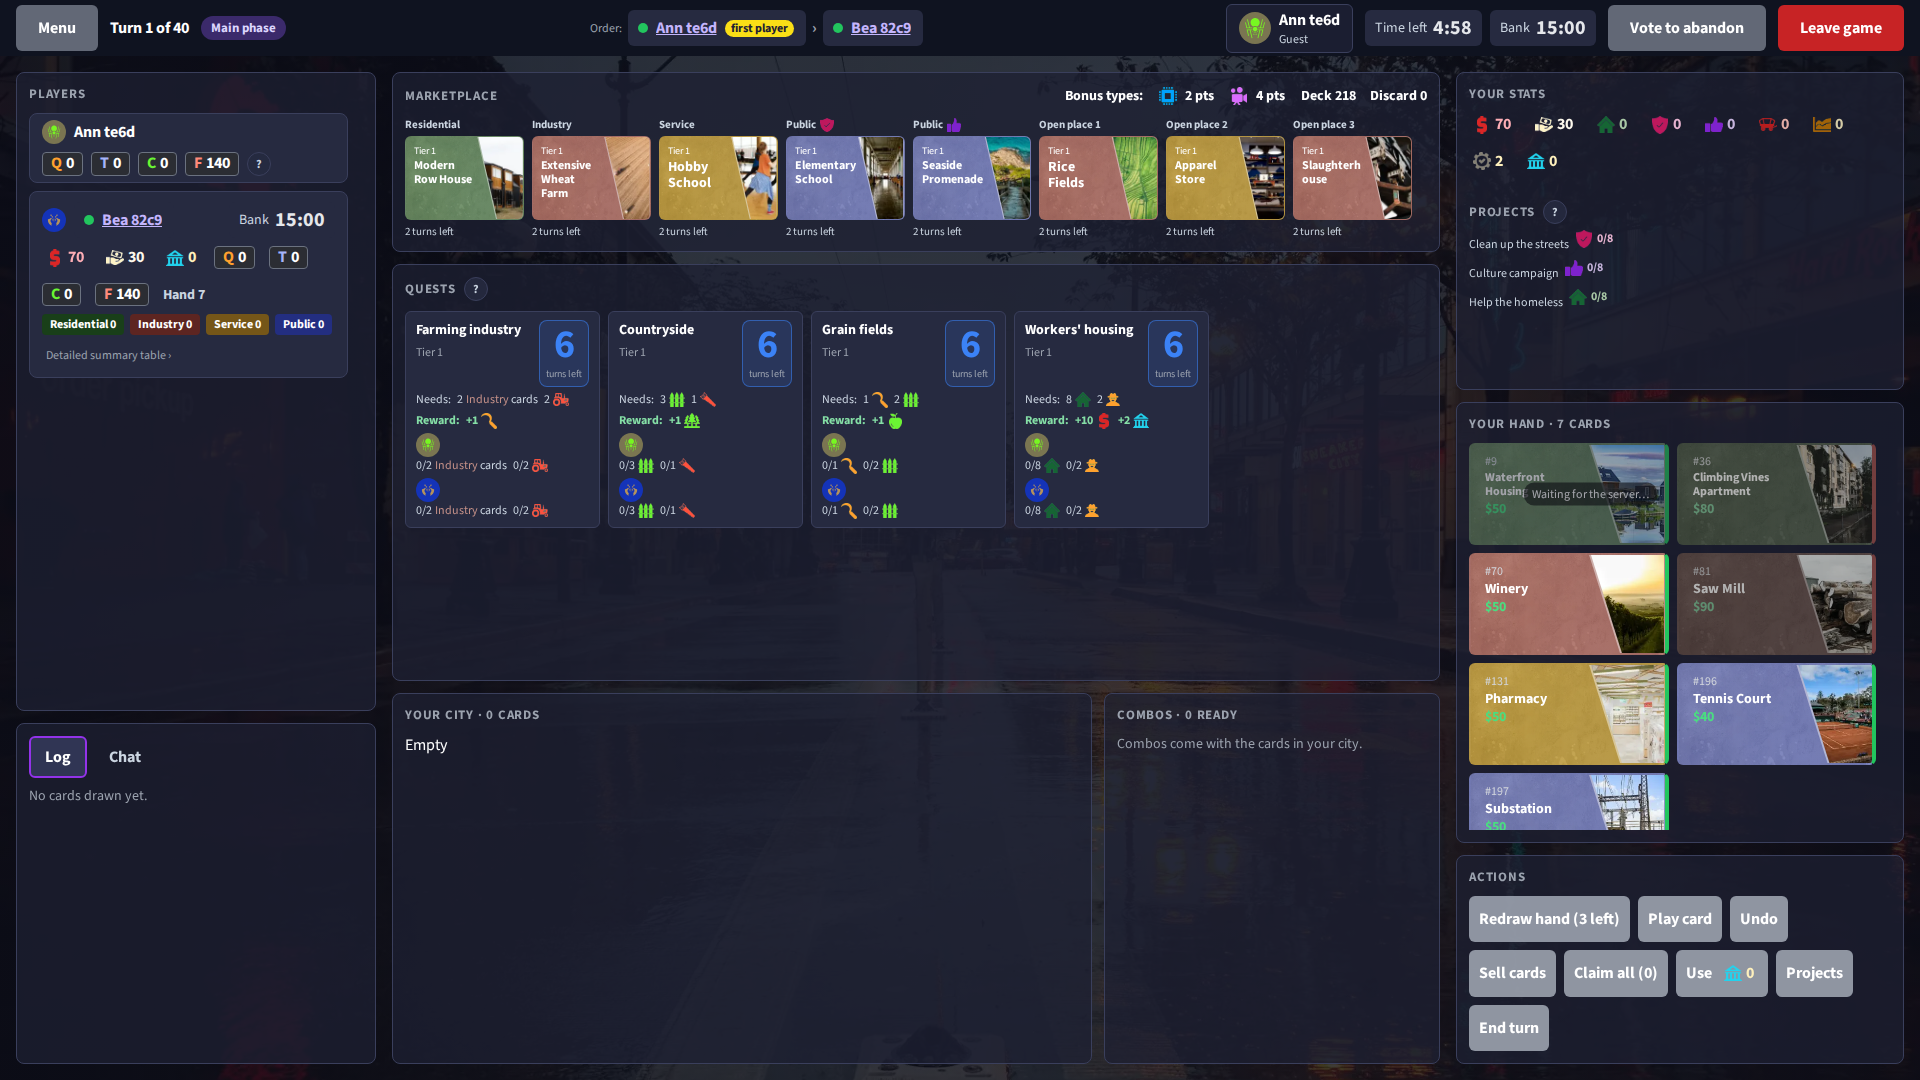 Menu
Turn 1 of 40
Main phase
Order:
Ann te6d
first player
›
Bea 82c9
Ann te6d
Guest
Time left 4:58
Bank 15:00
Vote to abandon
Leave game
PLAYERS
Ann te6d
Q 0
T 0
C 0
F 140
?
Bea 82c9
Bank 15:00
70
30
0
Q 0
T 0
C 0
F 140
Hand 7
Residential 0
Industry 0
Service 0
Public 0
Detailed summary table ›
Log
Chat
No cards drawn yet.
MARKETPLACE
Bonus types:
2 pts
4 pts
Deck 218
Discard 0
Residential
Tier 1
Modern
Row House
2 turns left
Industry
Tier 1
Extensive
Wheat
Farm
2 turns left
Service
Tier 1
Hobby
School
2 turns left
Public
Tier 1
Elementary
School
2 turns left
Public
Tier 1
Seaside
Promenade
2 turns left
Open place 1
Tier 1
Rice
Fields
2 turns left
Open place 2
Tier 1
Apparel
Store
2 turns left
Open place 3
Tier 1
Slaughterh
ouse
2 turns left
QUESTS
?
Farming industry
Tier 1
6
turns left
Needs: 2 Industry cards 2
Reward: +1
0/2 Industry cards 0/2
0/2 Industry cards 0/2
Countryside
Tier 1
6
turns left
Needs: 3 1
Reward: +1
0/3 0/1
0/3 0/1
Grain fields
Tier 1
6
turns left
Needs: 1 2
Reward: +1
0/1 0/2
0/1 0/2
Workers' housing
Tier 1
6
turns left
Needs: 8 2
Reward: +10 +2
0/8 0/2
0/8 0/2
YOUR CITY · 0 CARDS
Empty
COMBOS · 0 READY
Combos come with the cards in your city.
YOUR STATS
70
30
0
0
0
0
0
2
0
PROJECTS
?
Clean up the streets 0/8
Culture campaign 0/8
Help the homeless 0/8
YOUR HAND · 7 CARDS
#9
Waterfront
Housing
$50
Waiting for the server…
#36
Climbing Vines
Apartment
$80
#70
Winery
$50
#81
Saw Mill
$90
#131
Pharmacy
$50
#196
Tennis Court
$40
#197
Substation
$50
ACTIONS
Redraw hand (3 left)
Play card
Undo
Sell cards
Claim all (0)
Use 0
Projects
End turn